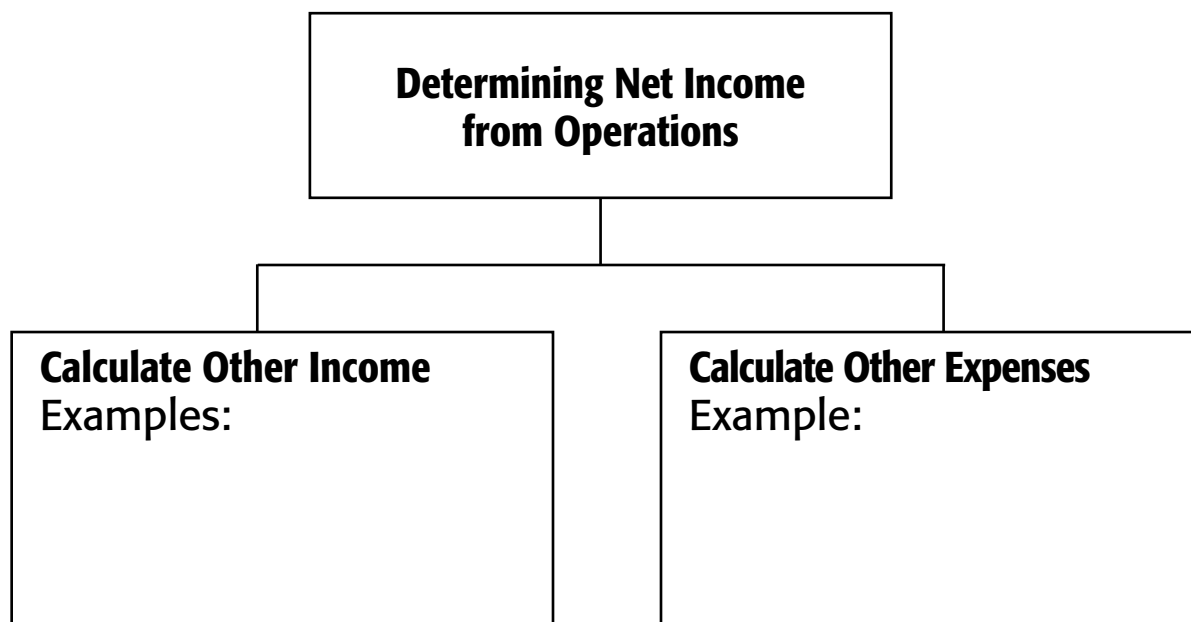 Determining Net Income
from Operations
Calculate Other Income
Examples:
Calculate Other Expenses
Example: